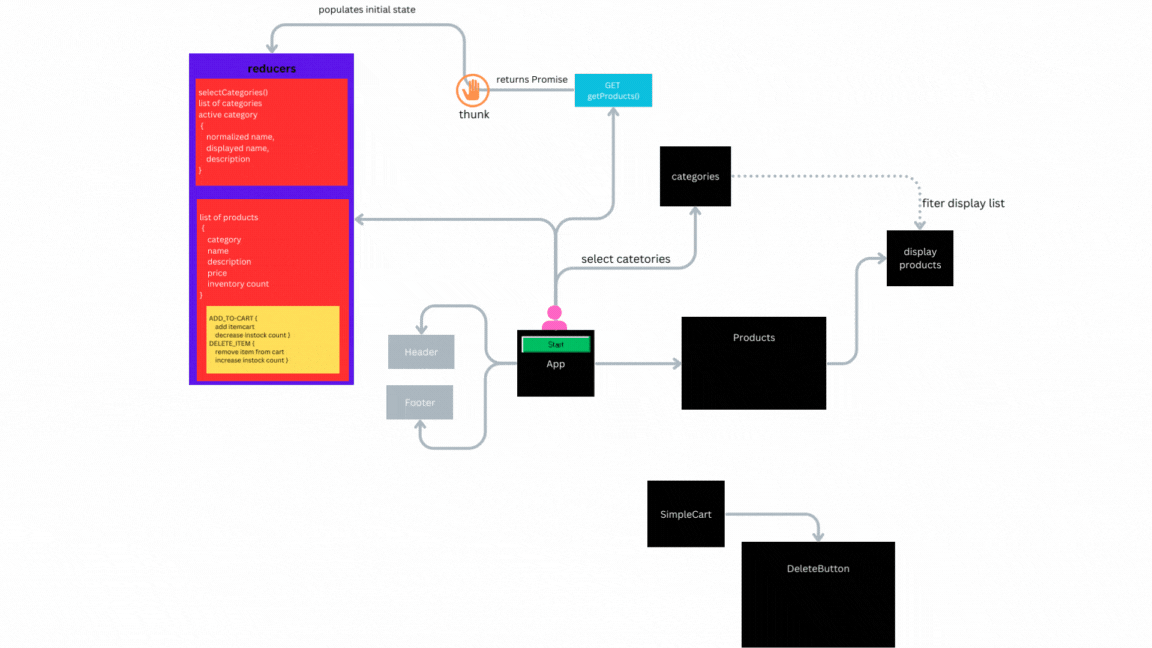 populates initial state
reducers
selectCategories()
list of categories
active category
{
normalized name,
displayed name,
description
}
list of products
{
category
name
description
price
inventory count
}
ADD_TO-CART {
add itemcart
decrease instock count }
DELETE_ITEM {
remove item from cart
increase instock count }
thunk
returns Promise
GET
getProducts()
categories
fiter display list
display
products
select catetories
Start
App
Header
Footer
Products
SimpleCart
DeleteButton